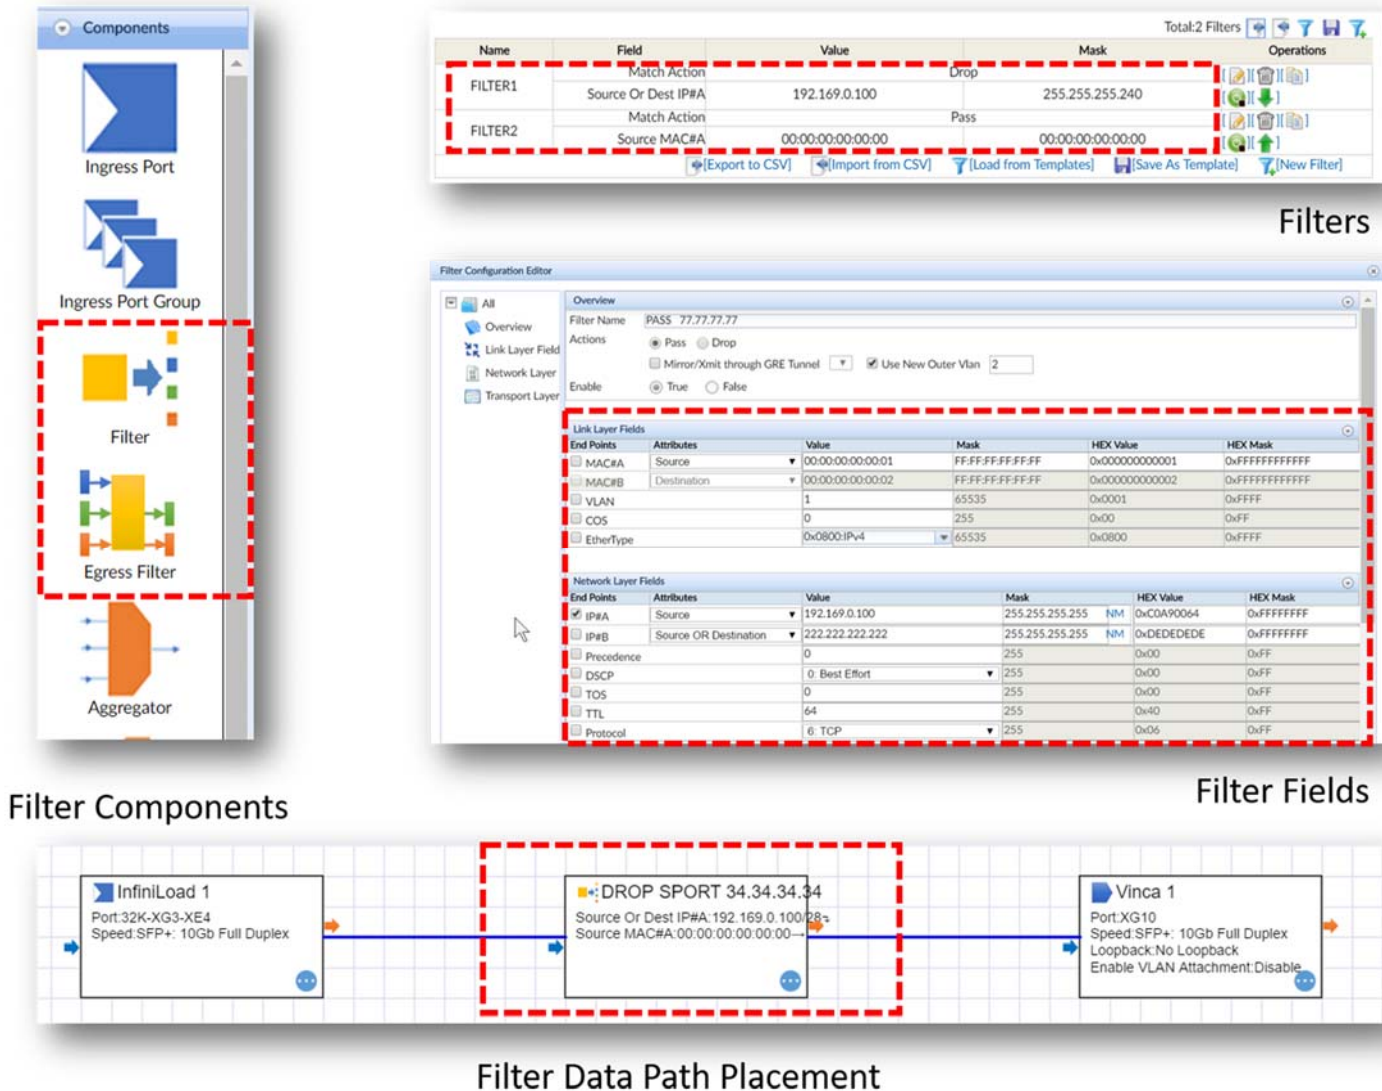 Components
Ingress Port
Ingress Port Group
Filter
Egress Filter
Aggregator
Filter Components
Total:2 Filters
Name Field Value Mask Operations
FILTER1 Match Action Drop
Source Or Dest IP#A 192.169.0.100 255.255.255.240
FILTER2 Match Action Pass
Source MAC#A 00:00:00:00:00:00 00:00:00:00:00:00
[Export to CSV] [Import from CSV] [Load from Templates] [Save As Template] [New Filter]
Filters
Filter Configuration Editor
All
Overview
Link Layer Field
Network Layer
Transport Layer
Overview
Filter Name PASS 77.77.77.77
Actions Pass Drop
Mirror/Xmit through GRE Tunnel Use New Outer Vlan 2
Enable True False
Link Layer Fields
End Points Attributes Value Mask HEX Value HEX Mask
MAC#A Source 00:00:00:00:00:01 FF:FF:FF:FF:FF:FF 0x000000000001 0xFFFFFFFFFFFF
MAC#B Destination 00:00:00:00:00:02 FF:FF:FF:FF:FF:FF 0x000000000002 0xFFFFFFFFFFFF
VLAN 1 65535 0x0001 0xFFFF
COS 0 255 0x00 0xFF
EtherType 0x0800:IPv4 65535 0x0800 0xFFFF
Network Layer Fields
End Points Attributes Value Mask HEX Value HEX Mask
IP#A Source 192.169.0.100 255.255.255.255 NM 0xC0A90064 0xFFFFFFFF
IP#B Source OR Destination 222.222.222.222 255.255.255.255 NM 0xDEDEDEDE 0xFFFFFFFF
Precedence 0 255 0x00 0xFF
DSCP 0: Best Effort 255 0x00 0xFF
TOS 0 255 0x00 0xFF
TTL 64 255 0x40 0xFF
Protocol 6: TCP 255 0x06 0xFF
Filter Fields
InfiniLoad 1
Port:32K-XG3-XE4
Speed:SFP+: 10Gb Full Duplex
DROP SPORT 34.34.34.34
Source Or Dest IP#A:192.169.0.100/28
Source MAC#A:00:00:00:00:00:00
Vinca 1
Port:XG10
Speed:SFP+: 10Gb Full Duplex
Loopback:No Loopback
Enable VLAN Attachment:Disable
Filter Data Path Placement